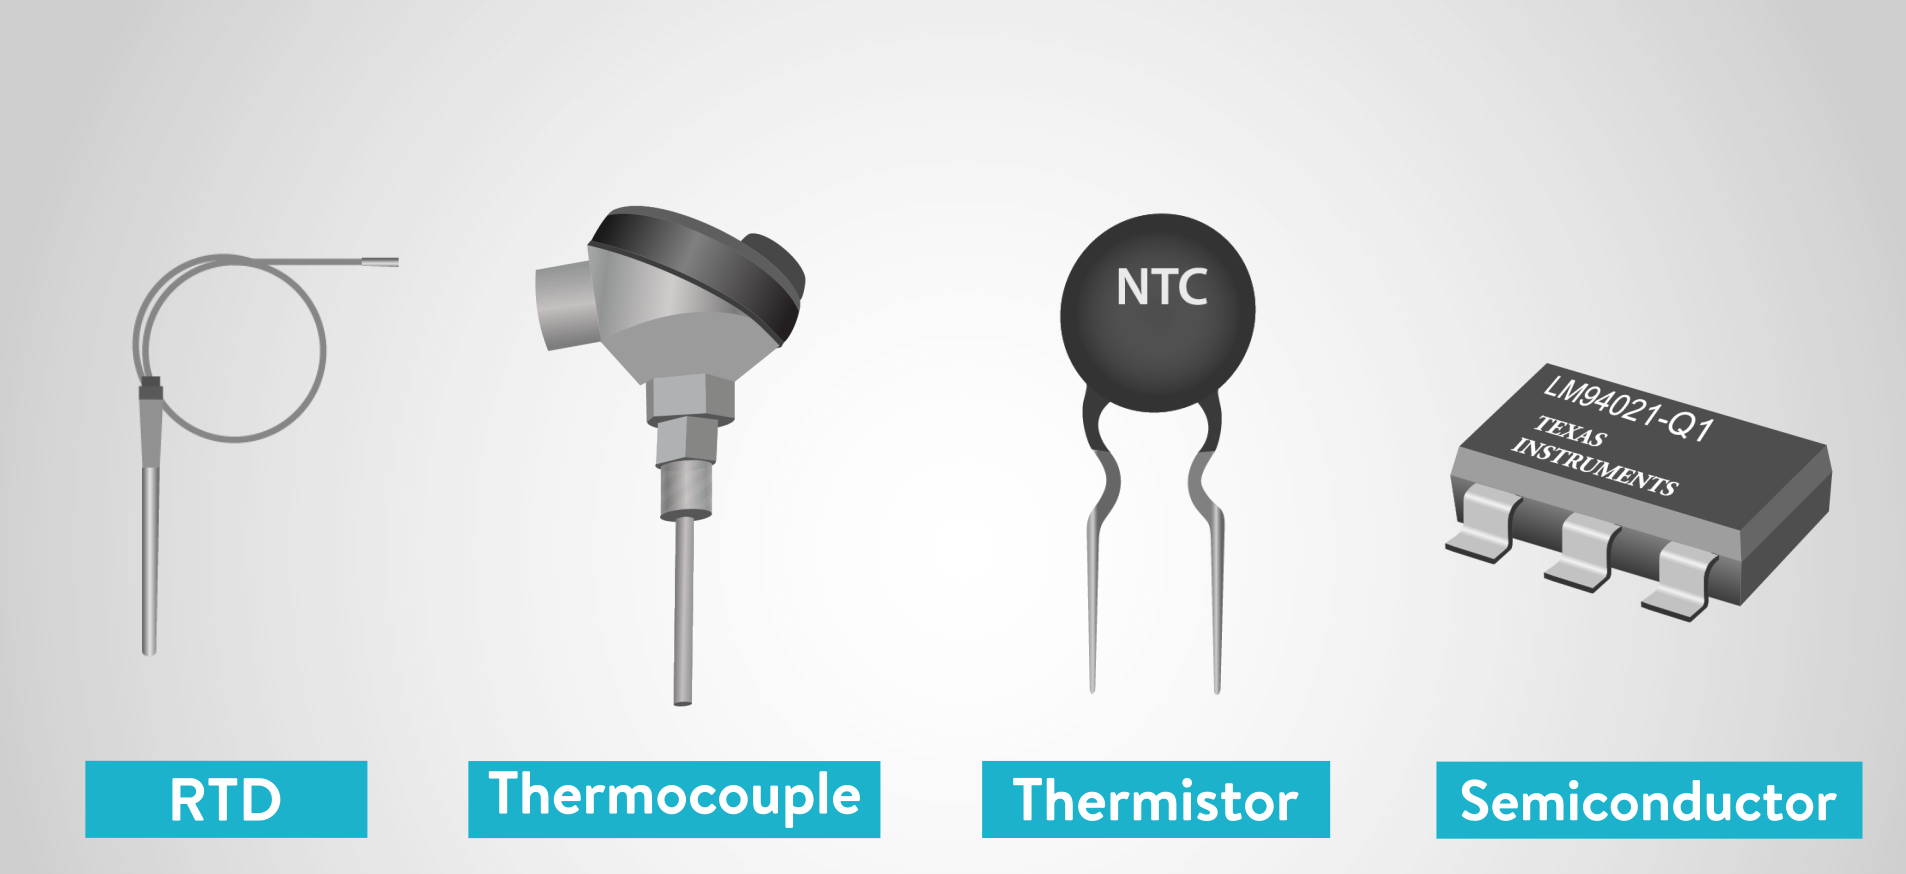 NTC
LM94021-Q1
TEXAS
INSTRUMENTS
RTD
Thermocouple
Thermistor
Semiconductor